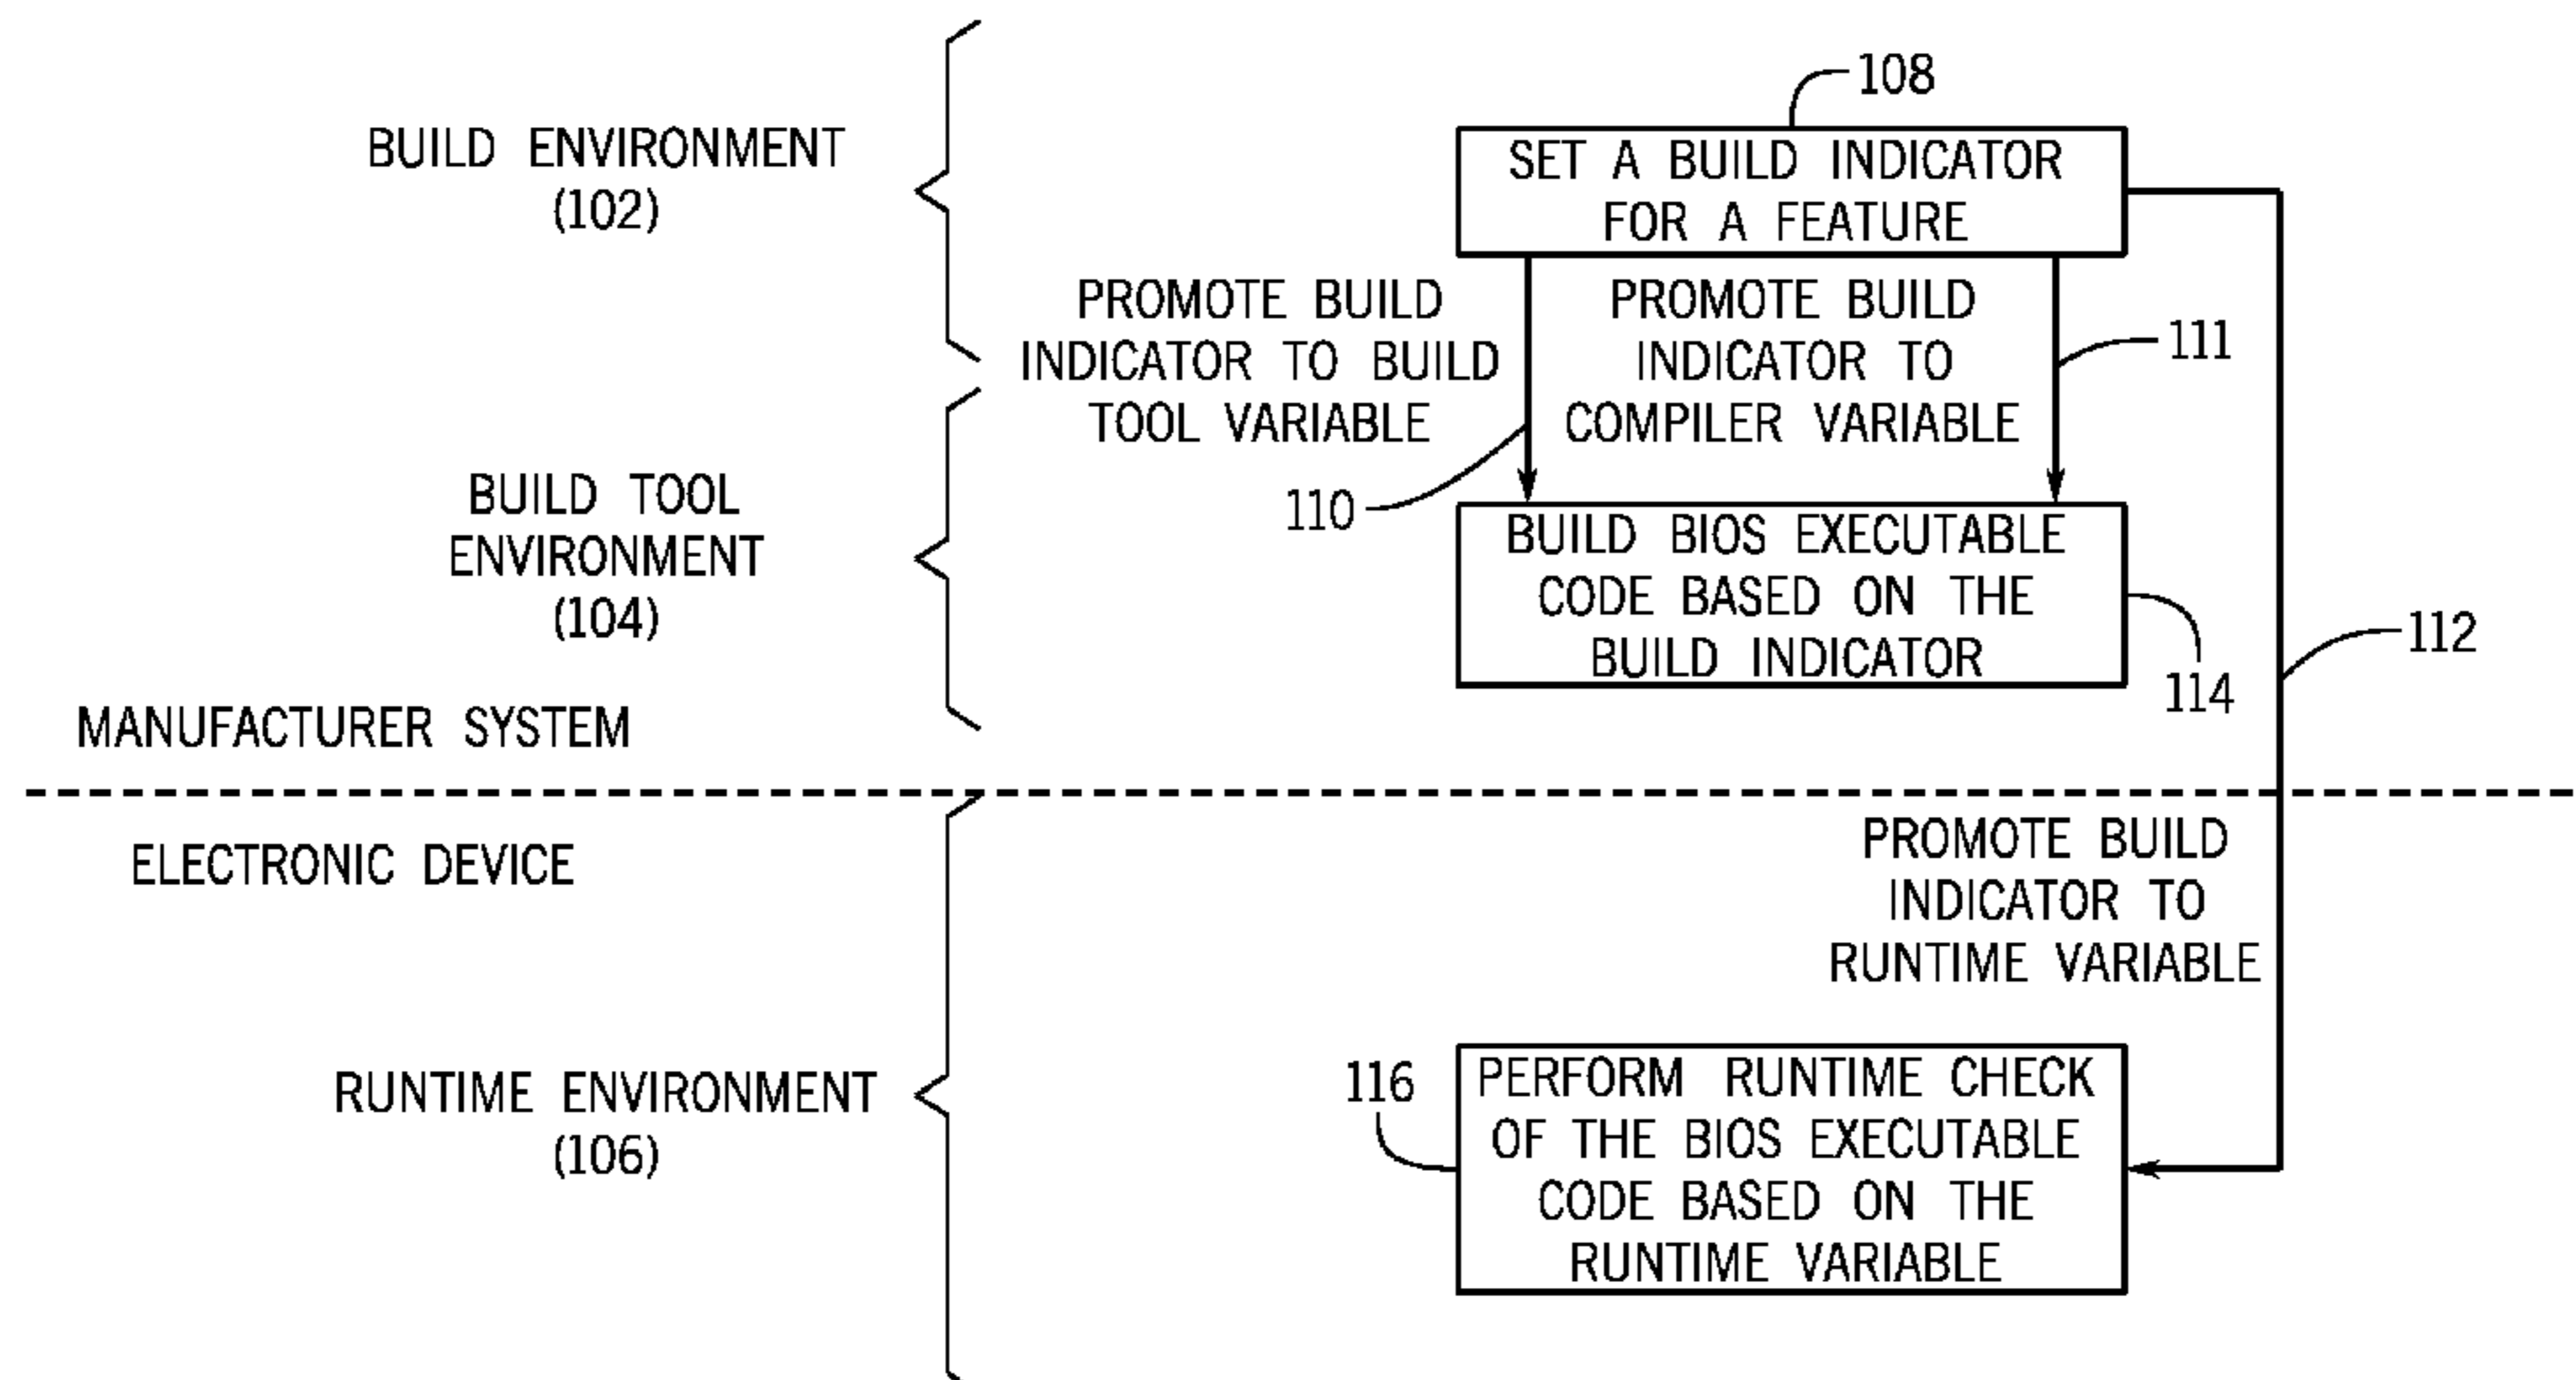 108
BUILD ENVIRONMENT
(102)
SET A BUILD INDICATOR
FOR A FEATURE
PROMOTE BUILD
INDICATOR TO BUILD
TOOL VARIABLE
PROMOTE BUILD
INDICATOR TO
COMPILER VARIABLE
111
110
BUILD TOOL
ENVIRONMENT
(104)
BUILD BIOS EXECUTABLE
CODE BASED ON THE
BUILD INDICATOR
112
114
MANUFACTURER SYSTEM
ELECTRONIC DEVICE
PROMOTE BUILD
INDICATOR TO
RUNTIME VARIABLE
RUNTIME ENVIRONMENT
(106)
116
PERFORM RUNTIME CHECK
OF THE BIOS EXECUTABLE
CODE BASED ON THE
RUNTIME VARIABLE